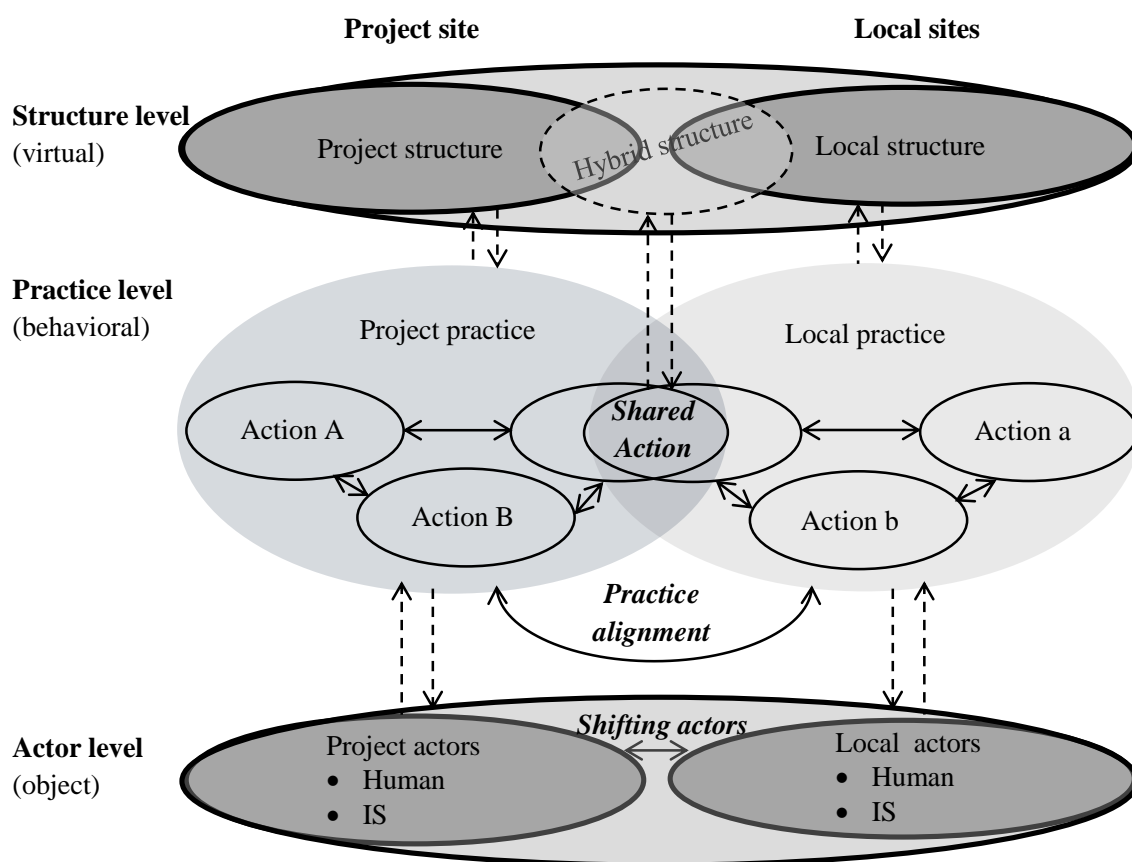 Project site
Local sites
Structure level
(virtual)
Project structure
Hybrid structure
Local structure
Practice level
(behavioral)
Project practice
Local practice
Action A
Shared
Action
Action a
Action B
Action b
Practice
alignment
Actor level
(object)
Shifting actors
Project actors
• Human
• IS
Local actors
• Human
• IS